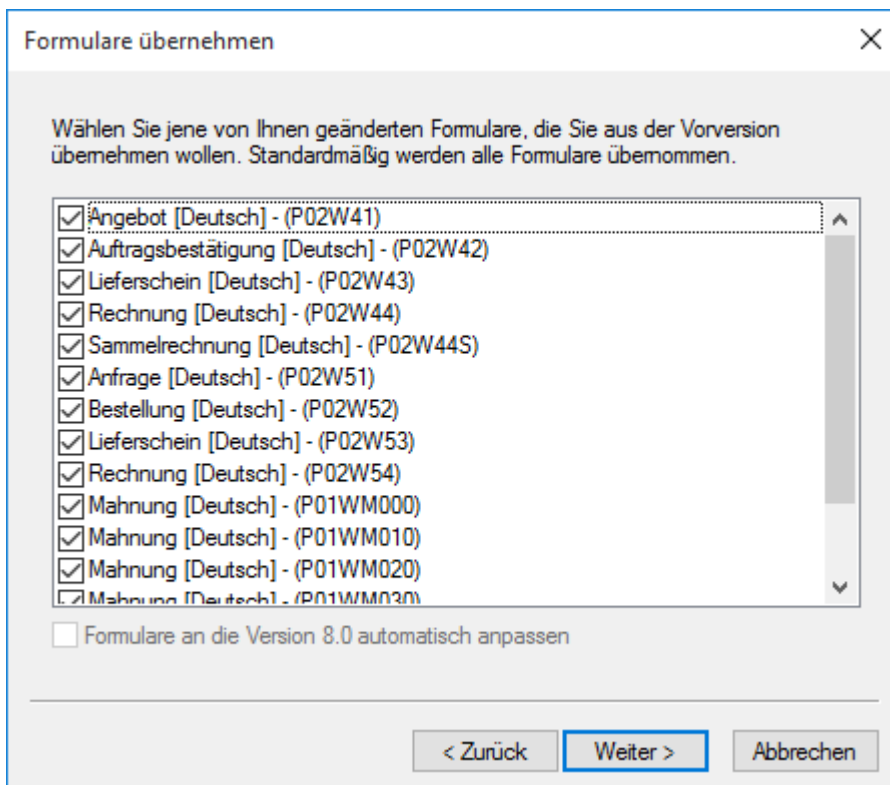 Formulare übernehmen
Wählen Sie jene von Ihnen geänderten Formulare, die Sie aus der Vorversion
übernehmen wollen. Standardmäßig werden alle Formulare übernommen.
Angebot [Deutsch] - (P02W41)
Auftragsbestätigung [Deutsch] - (P02W42)
Lieferschein [Deutsch] - (P02W43)
Rechnung [Deutsch] - (P02W44)
Sammelrechnung [Deutsch] - (P02W44S)
Anfrage [Deutsch] - (P02W51)
Bestellung [Deutsch] - (P02W52)
Lieferschein [Deutsch] - (P02W53)
Rechnung [Deutsch] - (P02W54)
Mahnung [Deutsch] - (P01WM000)
Mahnung [Deutsch] - (P01WM010)
Mahnung [Deutsch] - (P01WM020)
Mahnung [Deutsch] - (P01WM030)
Formulare an die Version 8.0 automatisch anpassen
< Zurück Weiter > Abbrechen